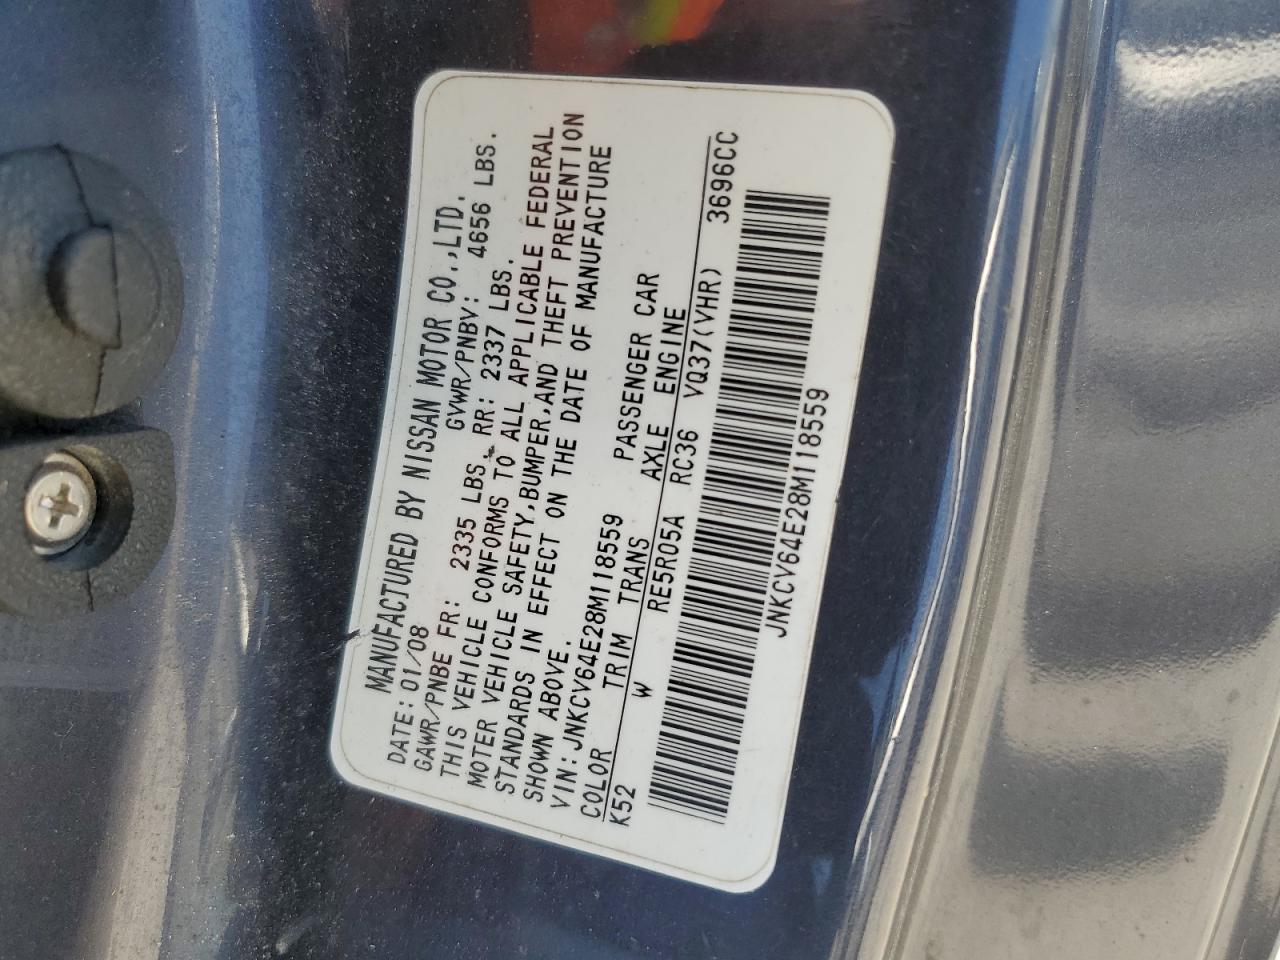 MANUFACTURED BY NISSAN MOTOR CO.,LTD.
DATE: 01/08 GVWR/PNBV: 4656 LBS.
GAWR/PNBE FR: 2335 LBS. RR: 2337 LBS.
THIS VEHICLE CONFORMS TO ALL APPLICABLE FEDERAL
MOTER VEHICLE SAFETY,BUMPER,AND THEFT PREVENTION
STANDARDS IN EFFECT ON THE DATE OF MANUFACTURE
SHOWN ABOVE.
VIN: JNKCV64E28M118559 PASSENGER CAR
COLOR TRIM TRANS AXLE ENGINE
K52 W RE5R05A RC36 VQ37(VHR) 3696CC
JNKCV64E28M118559